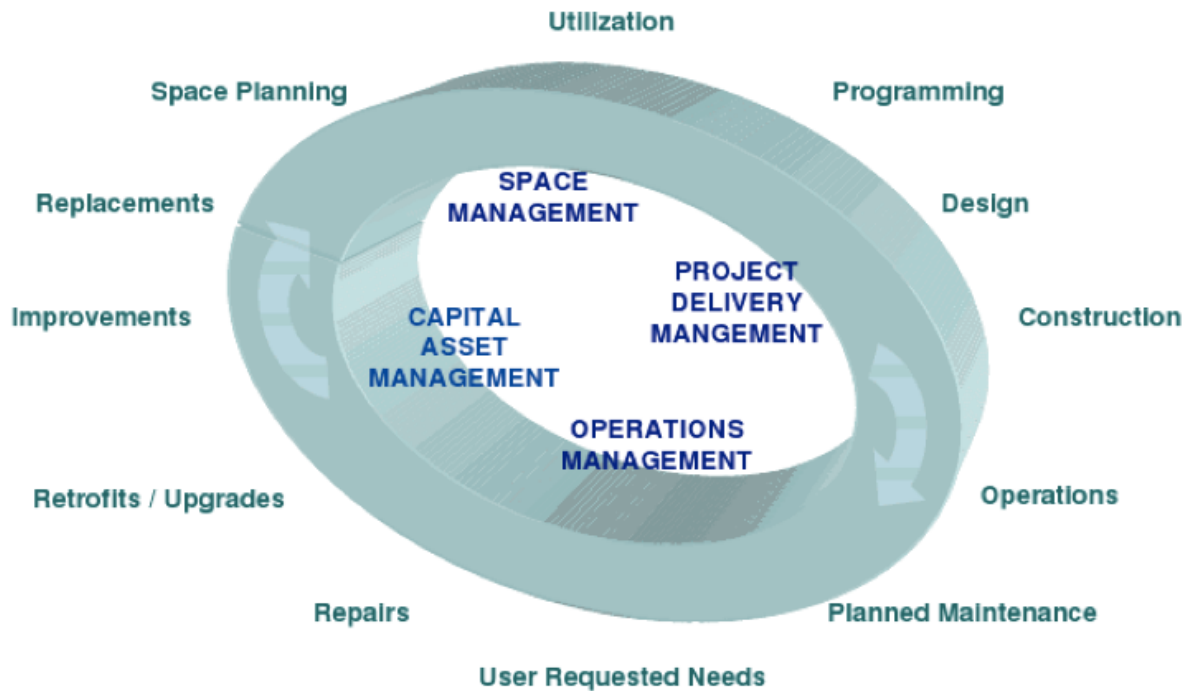 Utilization
Space Planning
Programming
Replacements
SPACE
MANAGEMENT
Design
PROJECT
DELIVERY
MANGEMENT
Improvements
CAPITAL
ASSET
MANAGEMENT
Construction
OPERATIONS
MANAGEMENT
Retrofits / Upgrades
Operations
Repairs
Planned Maintenance
User Requested Needs